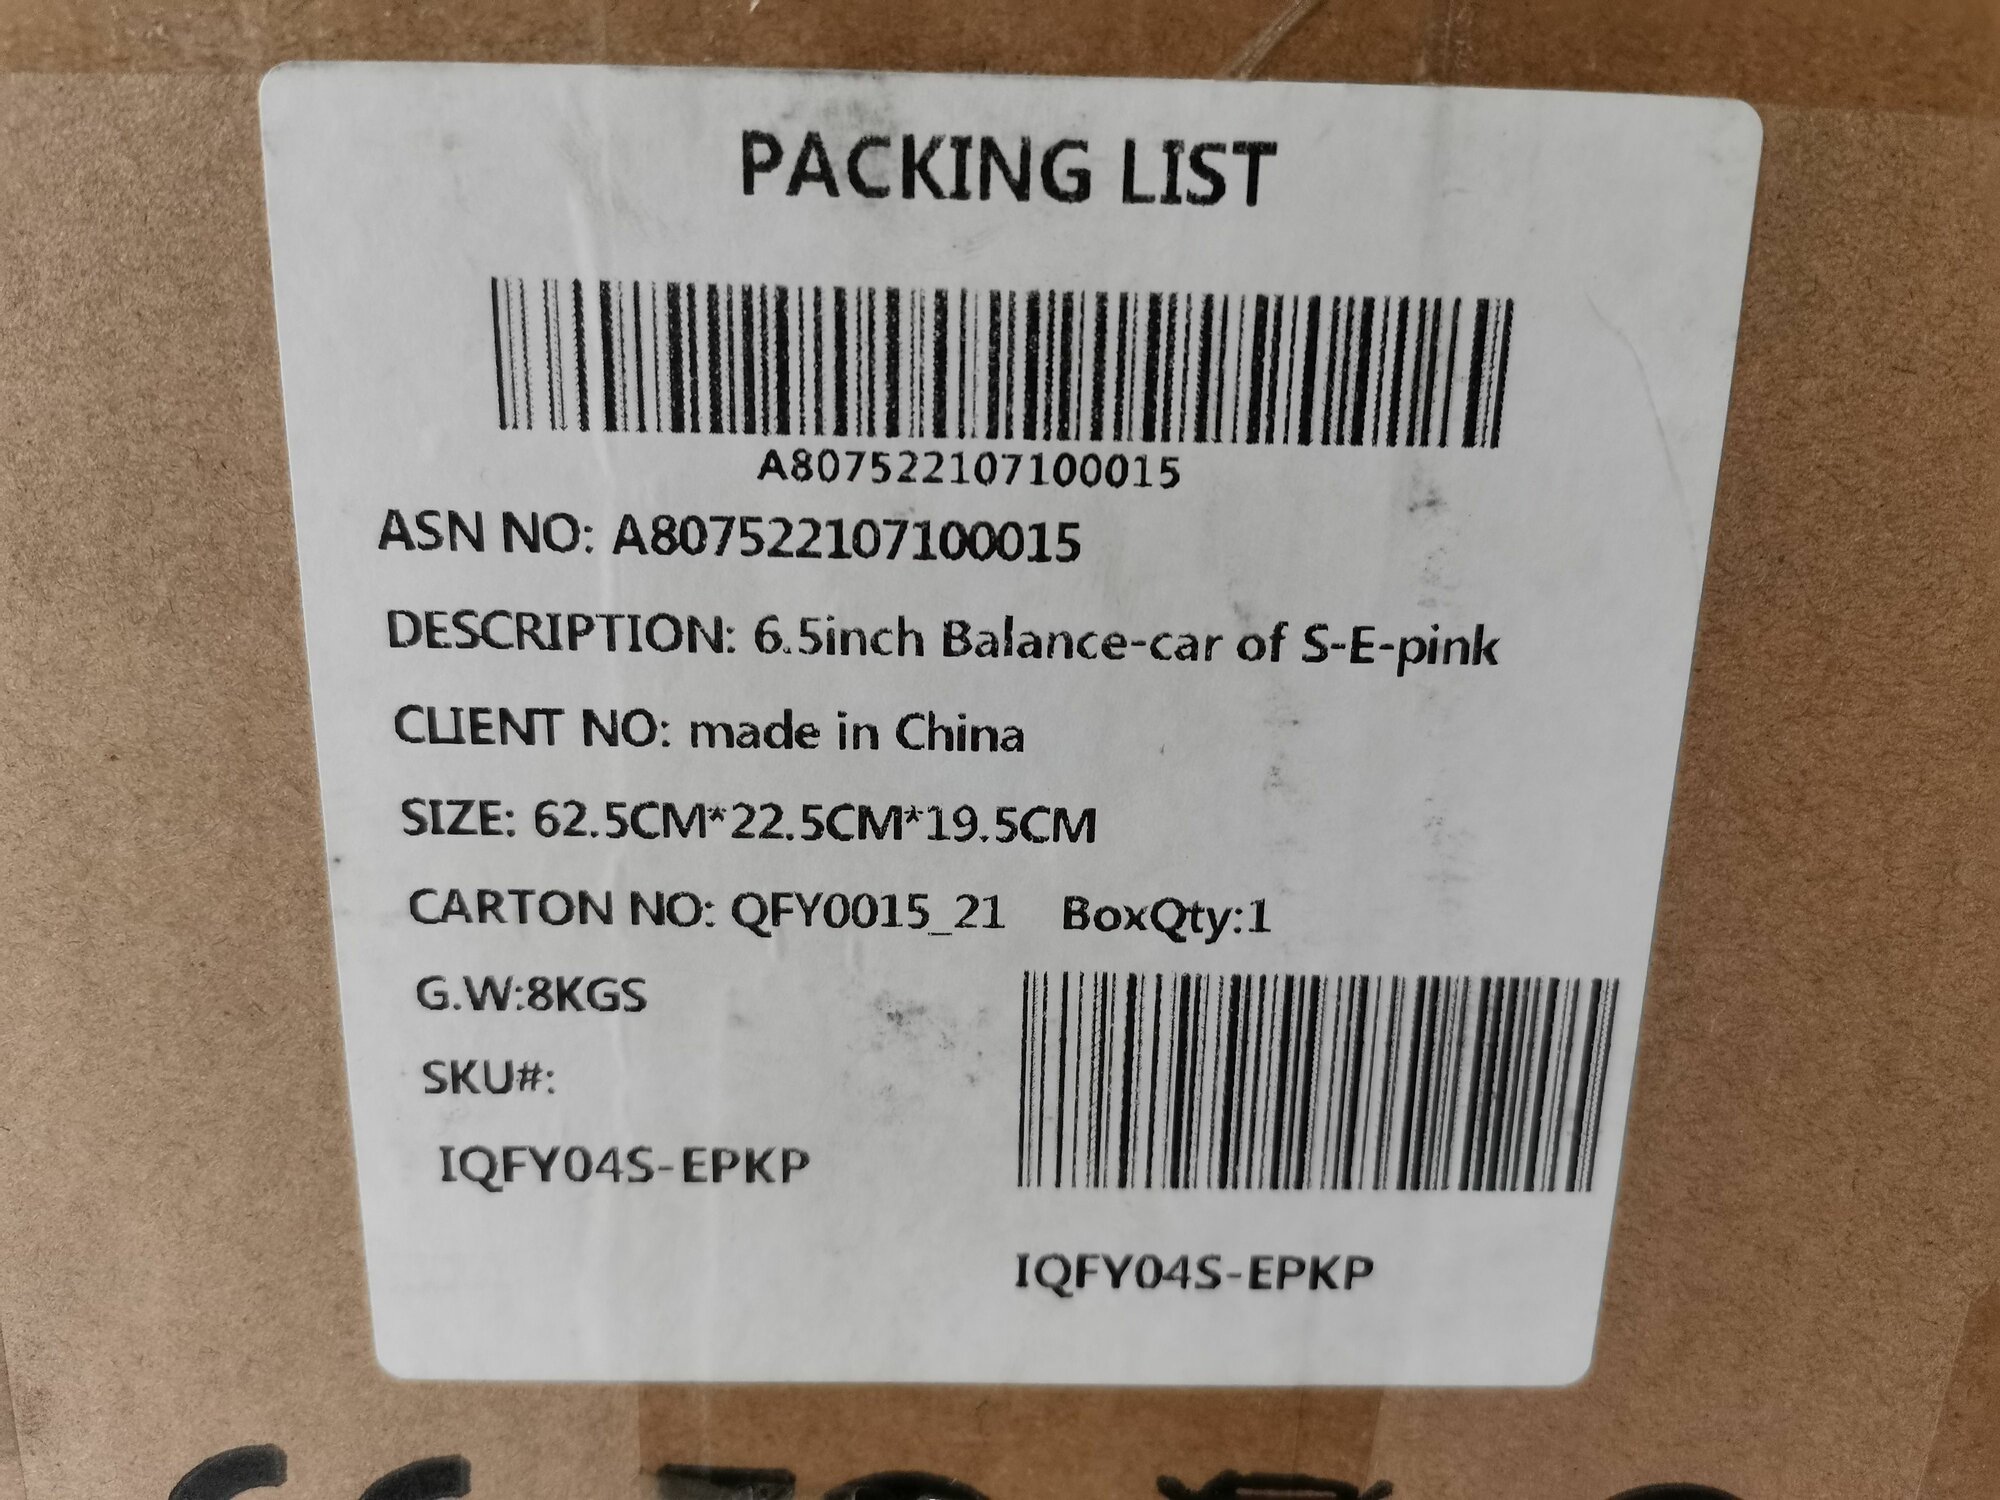 PACKING LIST
A807522107100015
ASN NO: A807522107100015
DESCRIPTION: 6.5inch Balance-car of S-E-pink
CLIENT NO: made in China
SIZE: 62.5CM*22.5CM*19.5CM
CARTON NO: QFY0015_21 BoxQty:1
G.W:8KGS
SKU#:
IQFY04S-EPKP
IQFY04S-EPKP